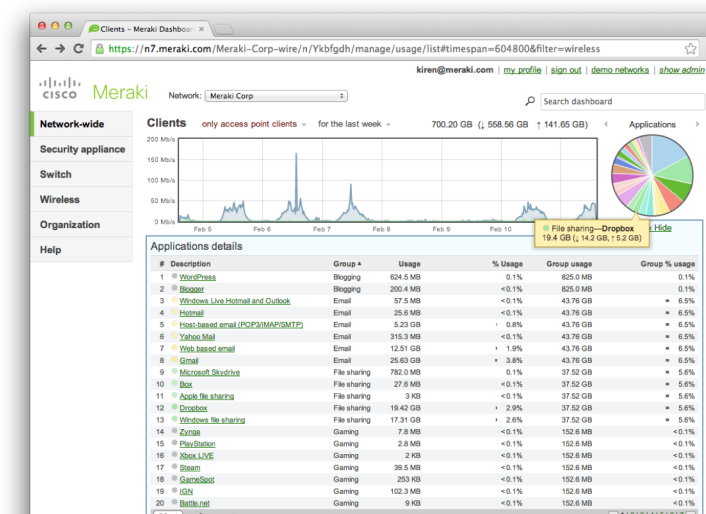 Clients - Meraki Dashboar
https://n7.meraki.com/Meraki-Corp-wire/n/Ykbfgdh/manage/usage/list#timespan=604800&filter=wireless
kiren@meraki.com | my profile | sign out | demo networks | show admin
CISCO Meraki Network: Meraki Corp Search dashboard
Network-wide
Security appliance
Switch
Wireless
Organization
Help
Clients only access point clients for the last week 700.20 GB (↓ 558.56 GB ↑ 141.65 GB) Applications
200 Mb/s
150 Mb/s
100 Mb/s
50 Mb/s
0 Mb/s
Feb 5 Feb 6 Feb 7 Feb 8 Feb 9 Feb 10
File sharing—Dropbox
19.4 GB (↓ 14.2 GB, ↑ 5.2 GB)
Hide
Applications details
# Description Group ▲ Usage % Usage Group usage Group % usage
1 WordPress Blogging 624.5 MB 0.1% 825.0 MB 0.1%
2 Blogger Blogging 200.4 MB <0.1% 825.0 MB 0.1%
3 Windows Live Hotmail and Outlook Email 57.5 MB <0.1% 43.76 GB 6.5%
4 Hotmail Email 25.6 MB <0.1% 43.76 GB 6.5%
5 Host-based email (POP3/IMAP/SMTP) Email 5.23 GB 0.8% 43.76 GB 6.5%
6 Yahoo Mail Email 315.3 MB <0.1% 43.76 GB 6.5%
7 Web based email Email 12.51 GB 1.9% 43.76 GB 6.5%
8 Gmail Email 25.63 GB 3.8% 43.76 GB 6.5%
9 Microsoft Skydrive File sharing 782.0 MB 0.1% 37.52 GB 5.6%
10 Box File sharing 27.6 MB <0.1% 37.52 GB 5.6%
11 Apple file sharing File sharing 3 KB <0.1% 37.52 GB 5.6%
12 Dropbox File sharing 19.42 GB 2.9% 37.52 GB 5.6%
13 Windows file sharing File sharing 17.31 GB 2.6% 37.52 GB 5.6%
14 Zynga Gaming 7.6 MB <0.1% 152.6 MB <0.1%
15 PlayStation Gaming 2.8 MB <0.1% 152.6 MB <0.1%
16 Xbox LIVE Gaming 2 KB <0.1% 152.6 MB <0.1%
17 Steam Gaming 39.5 MB <0.1% 152.6 MB <0.1%
18 GameSpot Gaming 253 KB <0.1% 152.6 MB <0.1%
19 IGN Gaming 102.3 MB <0.1% 152.6 MB <0.1%
20 Battle.net Gaming 9 KB <0.1% 152.6 MB <0.1%